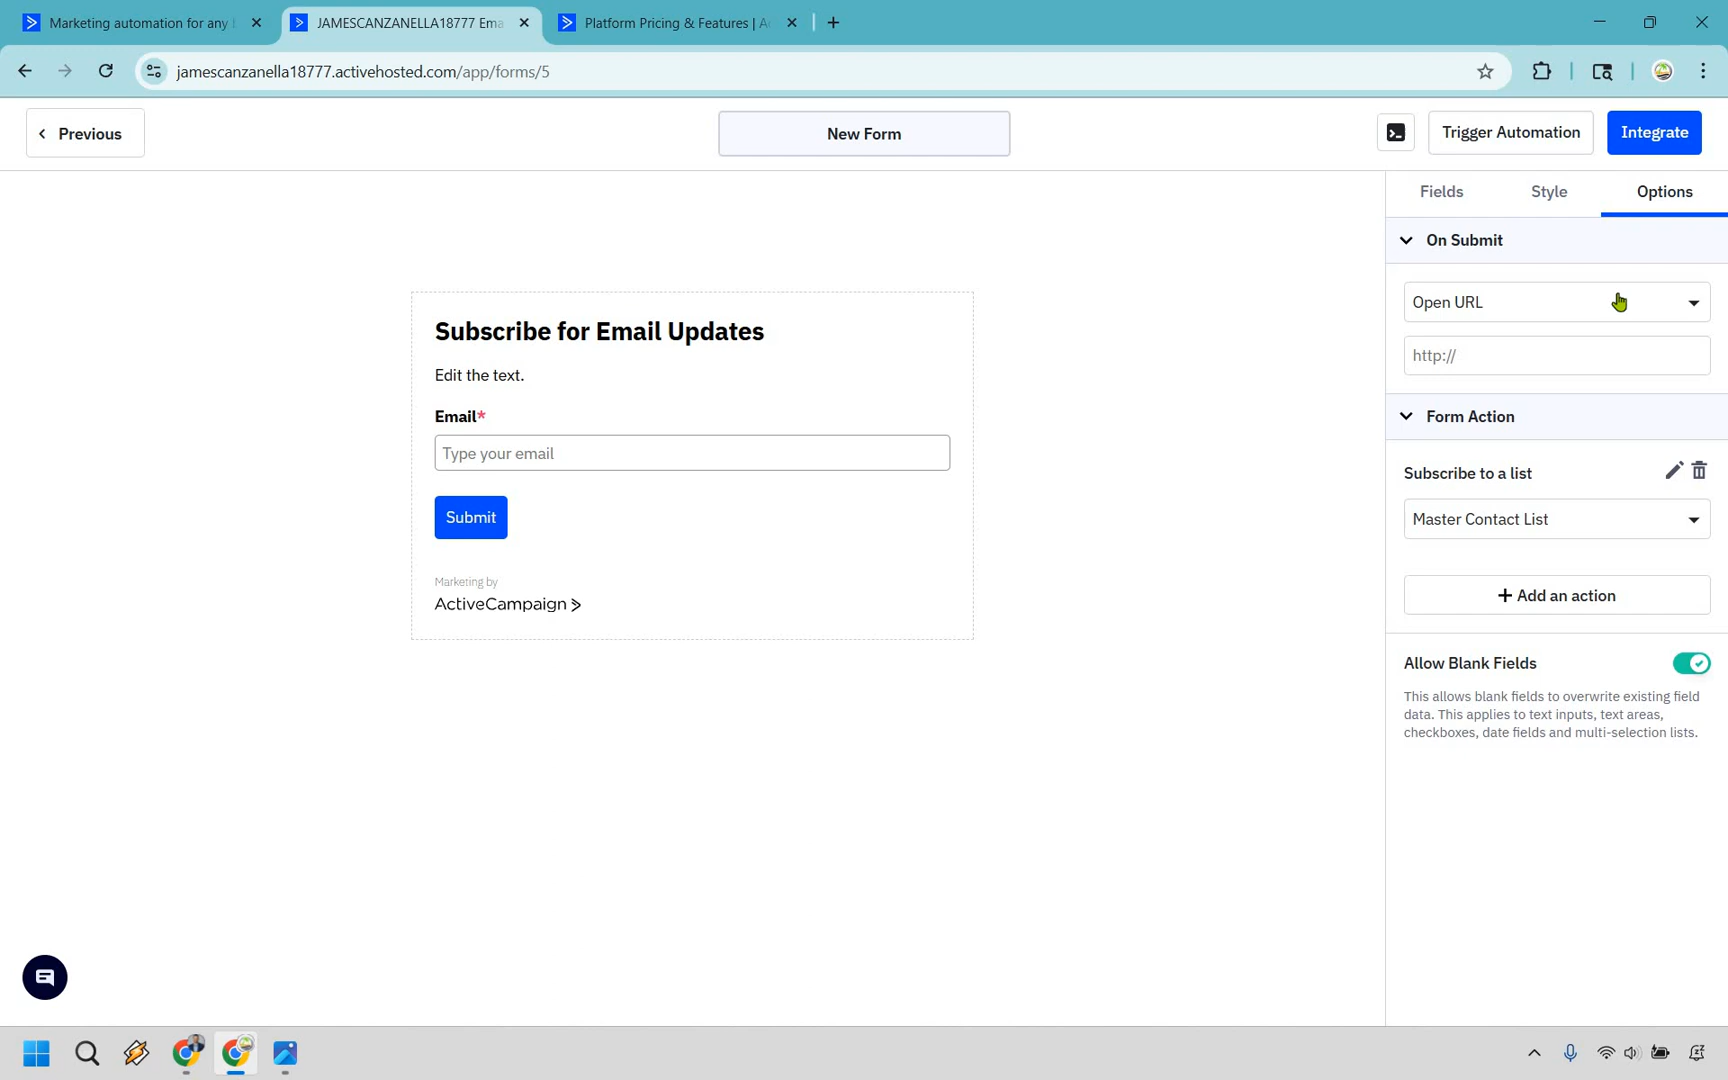 Marketing automation for any
JAMESCANZANELLA18777 Ema
Platform Pricing & Features | A
jamescanzanella18777.activehosted.com/app/forms/5
Previous
New Form
Trigger Automation
Integrate
Fields
Style
Options
On Submit
Open URL
http://
Form Action
Subscribe to a list
Master Contact List
+ Add an action
Allow Blank Fields
This allows blank fields to overwrite existing field
data. This applies to text inputs, text areas,
checkboxes, date fields and multi-selection lists.
Subscribe for Email Updates
Edit the text.
Email*
Type your email
Submit
Marketing by
ActiveCampaign >